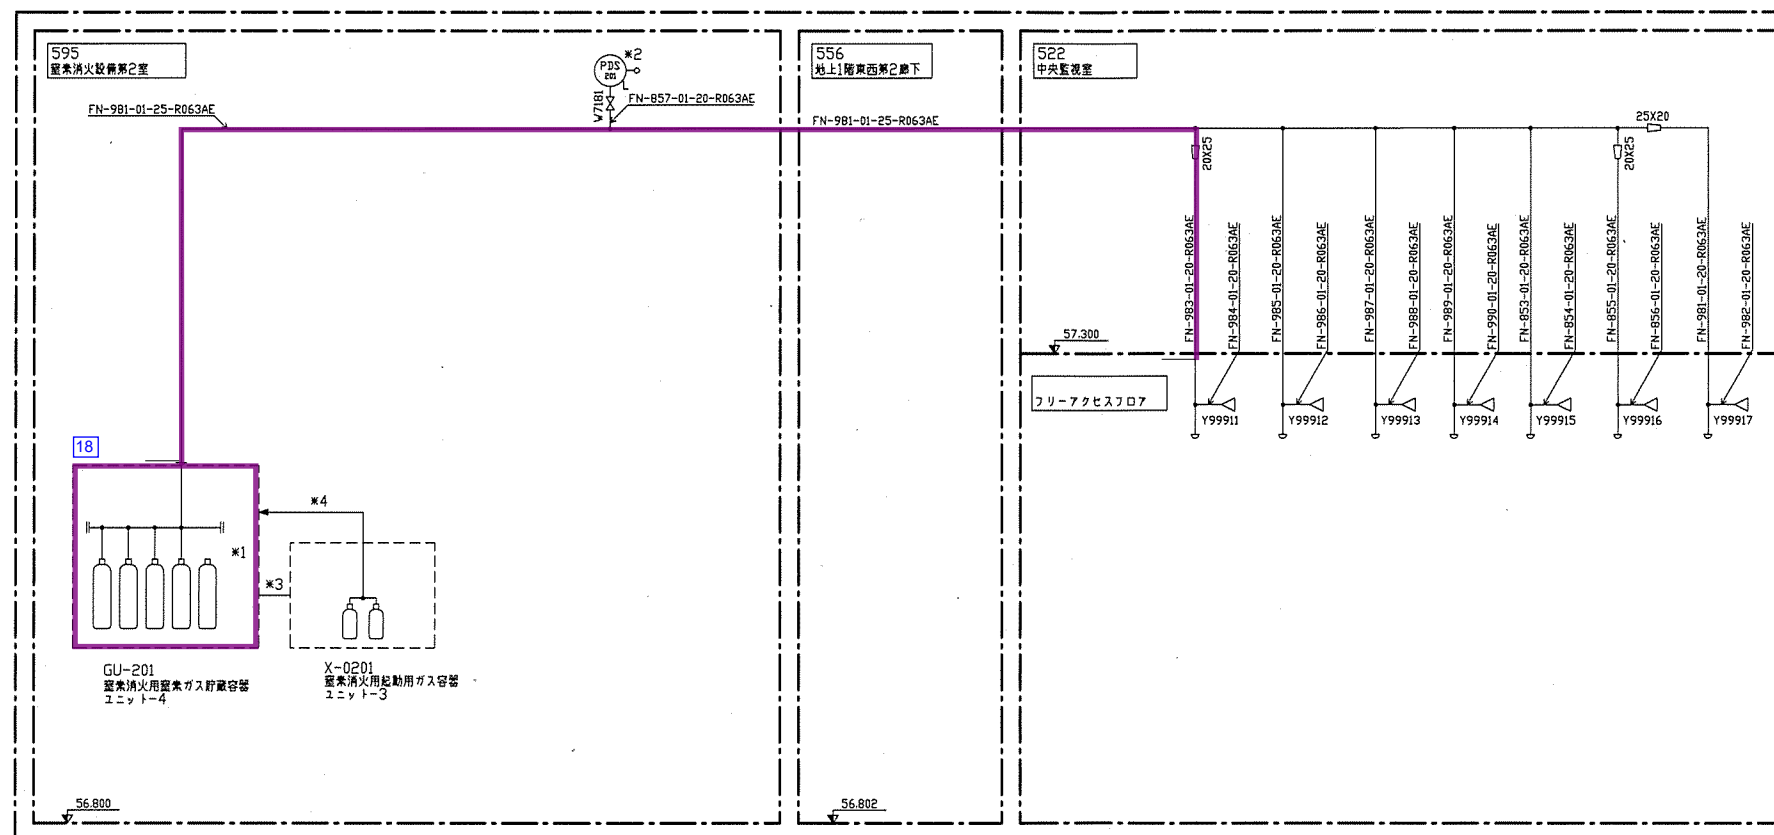 595
窒素消火設備第2室
556
地上1階東西第2廊下
522
中央監視室
PDS
201
※2
W7181
FN-857-01-20-R063AE
FN-981-01-25-R063AE
FN-981-01-25-R063AE
25X20
20X25
20X25
FN-983-01-20-R063AE
FN-984-01-20-R063AE
FN-985-01-20-R063AE
FN-986-01-20-R063AE
FN-987-01-20-R063AE
FN-988-01-20-R063AE
FN-989-01-20-R063AE
FN-990-01-20-R063AE
FN-853-01-20-R063AE
FN-854-01-20-R063AE
FN-855-01-20-R063AE
FN-856-01-20-R063AE
FN-981-01-20-R063AE
FN-982-01-20-R063AE
57.300
フリーアクセスフロア
Y99911
Y99912
Y99913
Y99914
Y99915
Y99916
Y99917
18
※4
※1
※3
GU-201
窒素消火用窒素ガス貯蔵容器
ユニット-4
X-0201
窒素消火用起動用ガス容器
ユニット-3
56.800
56.802